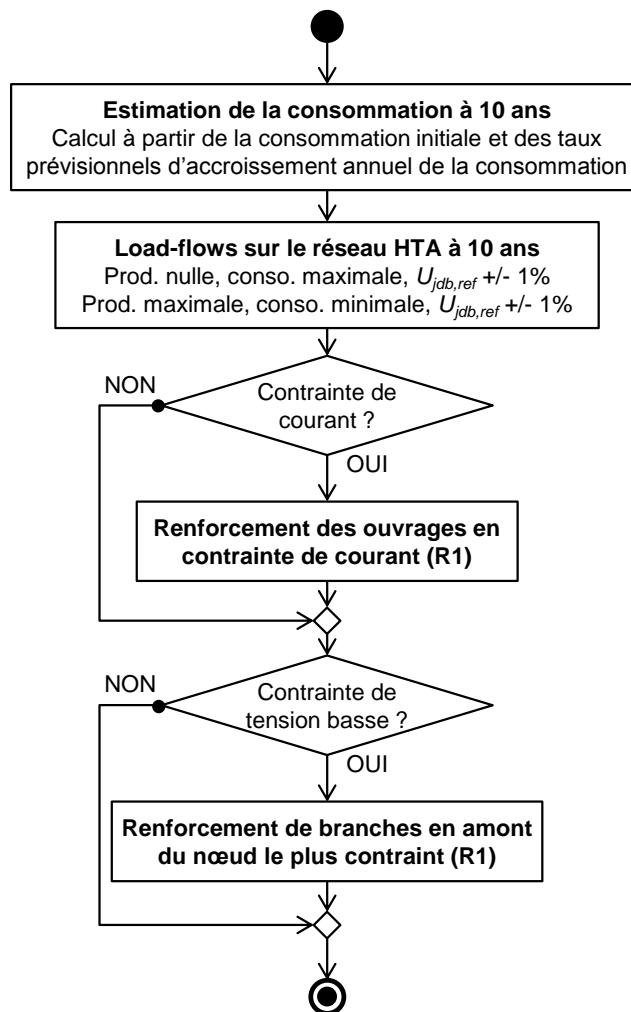 Estimation de la consommation à 10 ans
Calcul à partir de la consommation initiale et des taux
prévisionnels d'accroissement annuel de la consommation
Load-flows sur le réseau HTA à 10 ans
Prod. nulle, conso. maximale, Ujdb,ref +/- 1%
Prod. maximale, conso. minimale, Ujdb,ref +/- 1%
NON
Contrainte de
courant ?
OUI
Renforcement des ouvrages en
contrainte de courant (R1)
NON
Contrainte de
tension basse ?
OUI
Renforcement de branches en amont
du nœud le plus contraint (R1)